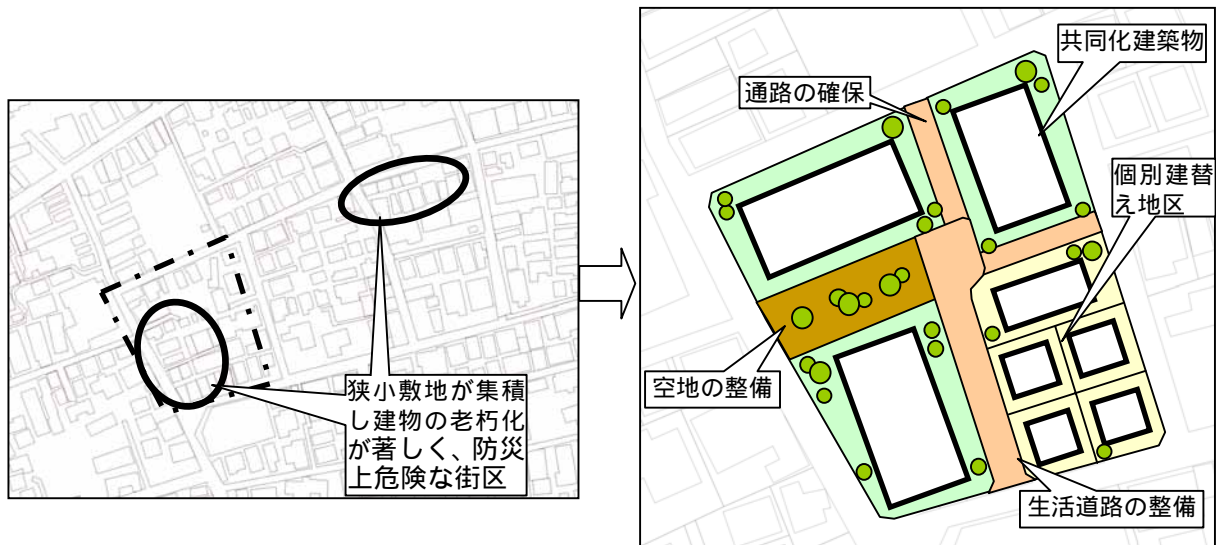 狭小敷地が集積
し建物の老朽化
が著しく、防災
上危険な街区
共同化建築物
通路の確保
個別建替
え地区
空地の整備
生活道路の整備